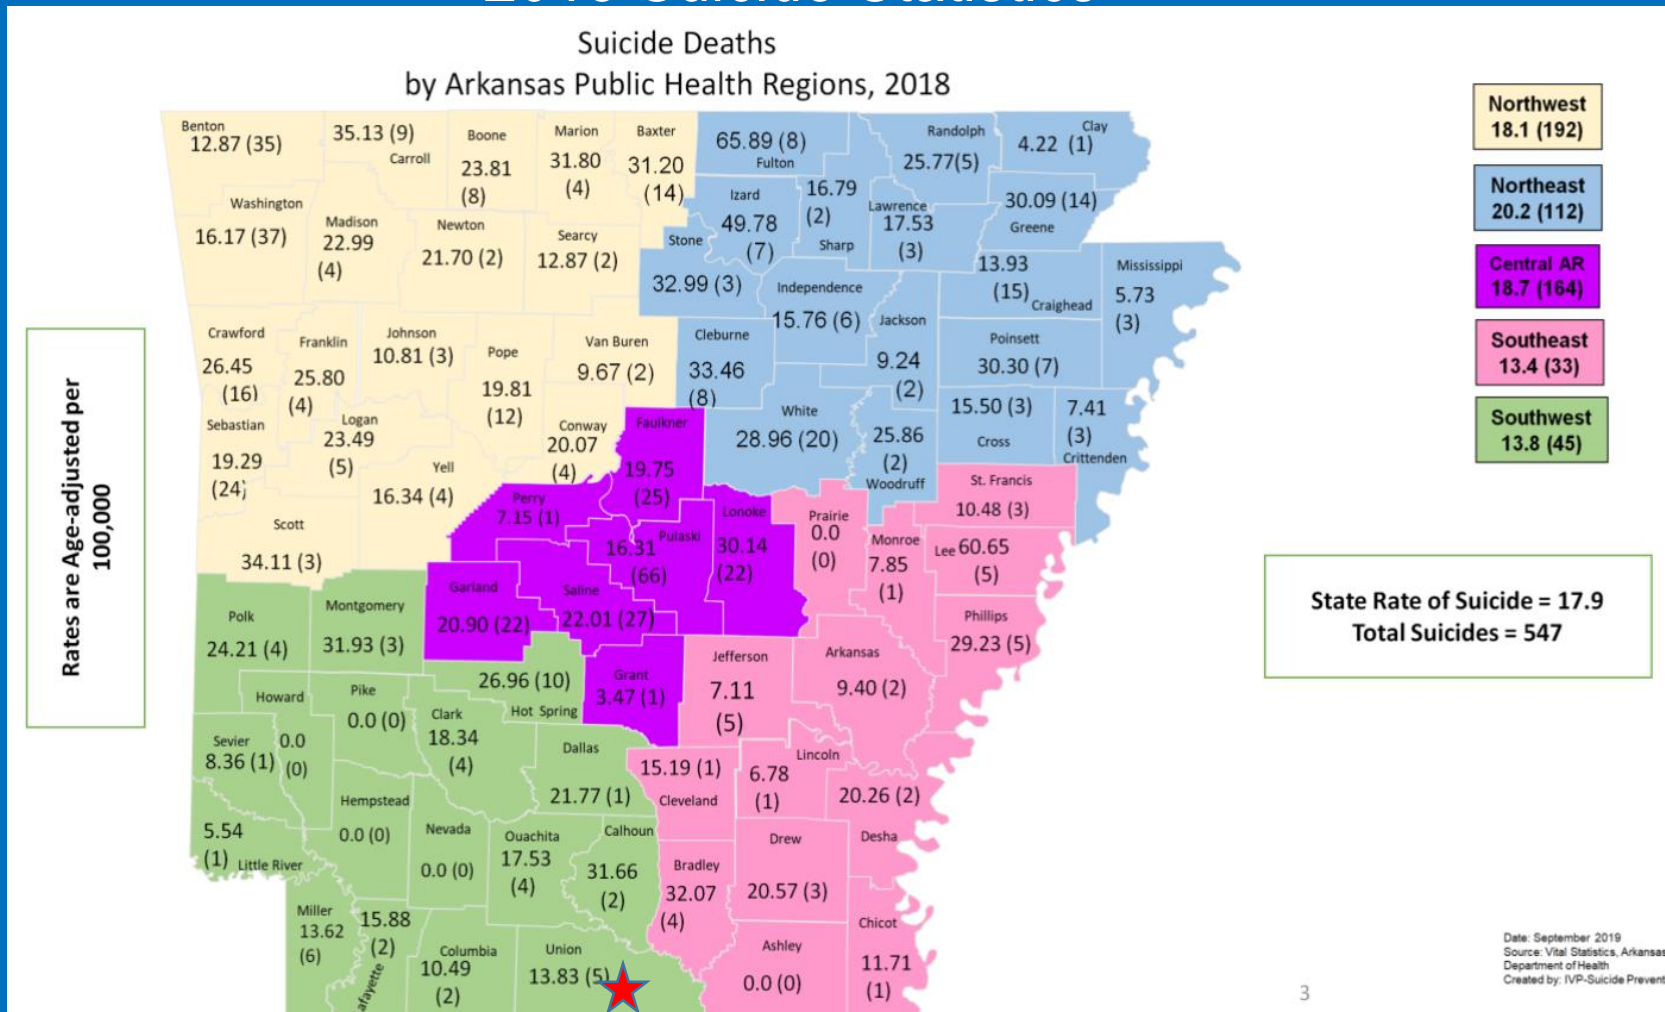 2018 Suicide Statistics
Suicide Deaths
by Arkansas Public Health Regions, 2018
Benton
12.87 (35)
35.13 (9)
Carroll
Boone
23.81
(8)
Marion
31.80
(4)
Baxter
31.20
(14)
65.89 (8)
Fulton
Randolph
25.77(5)
Clay
4.22 (1)
Washington
16.17 (37)
Madison
22.99
(4)
Newton
21.70 (2)
Searcy
12.87 (2)
Stone
32.99 (3)
Izard
49.78
(7)
16.79
(2)
Sharp
Lawrence
17.53
(3)
30.09 (14)
Greene
Independence
15.76 (6)
13.93
(15)
Craighead
Mississippi
5.73
(3)
Crawford
26.45
(16)
Franklin
25.80
(4)
Johnson
10.81 (3)
Pope
19.81
(12)
Van Buren
9.67 (2)
Cleburne
33.46
(8)
Jackson
9.24
(2)
Poinsett
30.30 (7)
Sebastian
19.29
(24)
Logan
23.49
(5)
Yell
16.34 (4)
Conway
20.07
(4)
Faulkner
19.75
(25)
White
28.96 (20)
25.86
(2)
Woodruff
15.50 (3)
Cross
7.41
(3)
Crittenden
Scott
34.11 (3)
Perry
7.15 (1)
Pulaski
16.31
(66)
Lonoke
30.14
(22)
Prairie
0.0
(0)
Monroe
7.85
(1)
St. Francis
10.48 (3)
Lee 60.65
(5)
Polk
24.21 (4)
Montgomery
31.93 (3)
Garland
20.90 (22)
Saline
22.01 (27)
Grant
3.47 (1)
Jefferson
7.11
(5)
Arkansas
9.40 (2)
Phillips
29.23 (5)
Howard
0.0
(0)
Pike
0.0 (0)
Clark
18.34
(4)
26.96 (10)
Hot Spring
Sevier
8.36 (1)
Dallas
21.77 (1)
15.19 (1)
Cleveland
Lincoln
6.78
(1)
20.26 (2)
Desha
5.54
(1)
Little River
Hempstead
0.0 (0)
Nevada
0.0 (0)
Ouachita
17.53
(4)
Calhoun
31.66
(2)
Bradley
32.07
(4)
Drew
20.57 (3)
Miller
13.62
(6)
15.88
(2)
Columbia
10.49
(2)
Union
13.83 (5)
Ashley
0.0 (0)
Chicot
11.71
(1)
Rates are Age-adjusted per
100,000
Northwest
18.1 (192)
Northeast
20.2 (112)
Central AR
18.7 (164)
Southeast
13.4 (33)
Southwest
13.8 (45)
State Rate of Suicide = 17.9
Total Suicides = 547
Date: September 2019
Source: Vital Statistics, Arkansas
Department of Health
Created by: IVP-Suicide Prevent
3